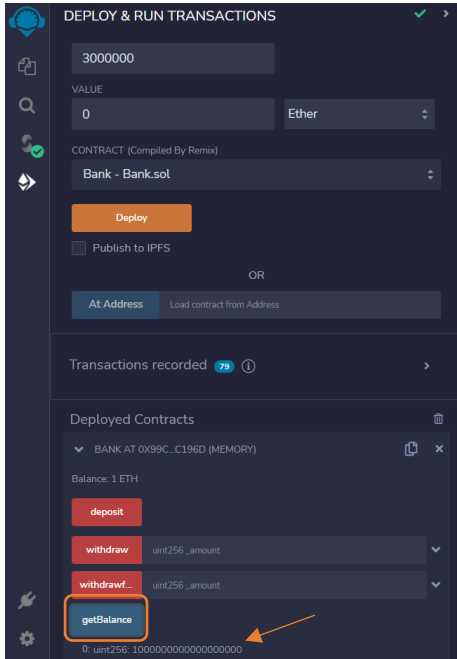 DEPLOY & RUN TRANSACTIONS
3000000
VALUE
0 Ether
CONTRACT (Compiled By Remix)
Bank - Bank.sol
Deploy
Publish to IPFS
OR
At Address Load contract from Address
Transactions recorded 79 i
Deployed Contracts
BANK AT 0X99C...C196D (MEMORY)
Balance: 1 ETH
deposit
withdraw uint256 _amount
withdrawf... uint256 _amount
getBalance
0: uint256: 1000000000000000000